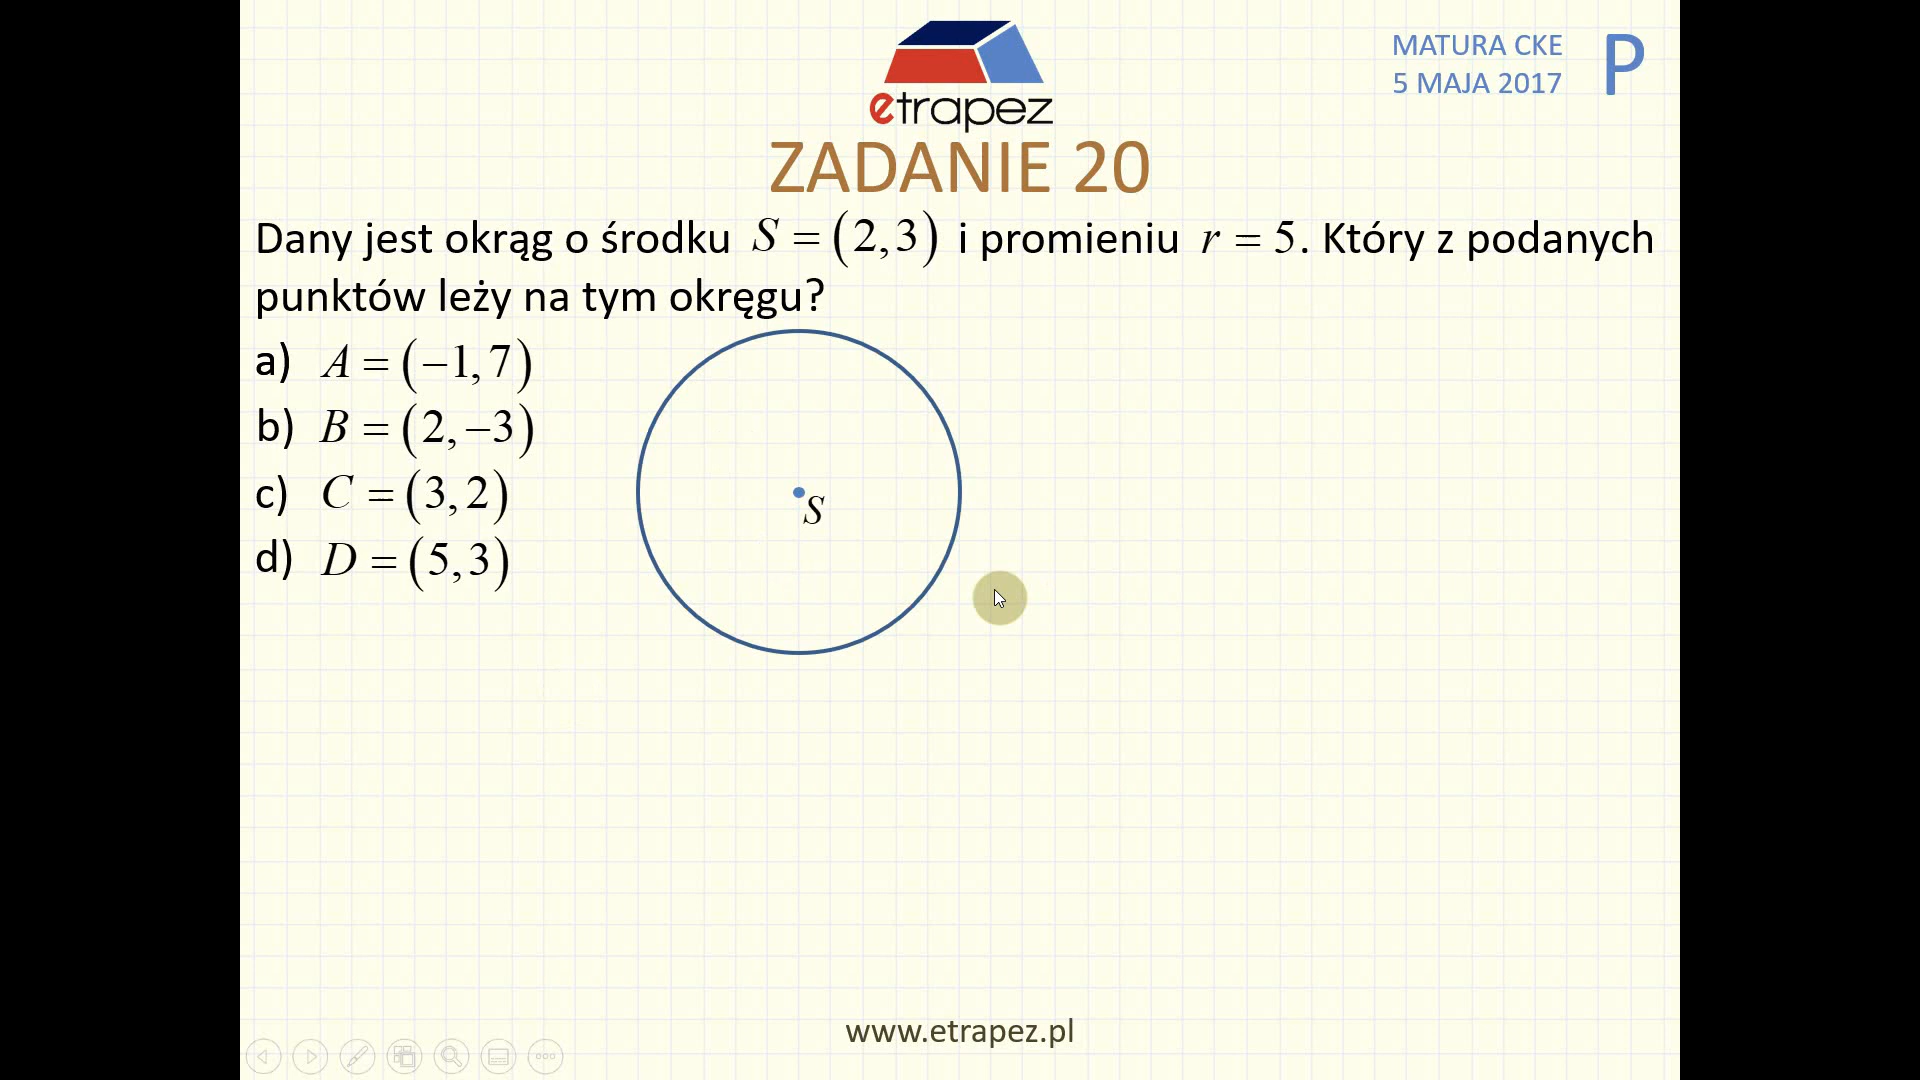 MATURA CKE
5 MAJA 2017
P
etrapez
ZADANIE 20
Dany jest okrąg o środku S = (2,3) i promieniu r = 5. Który z podanych
punktów leży na tym okręgu?
a) A = (−1,7)
b) B = (2,−3)
c) C = (3,2)
d) D = (5,3)
S
www.etrapez.pl